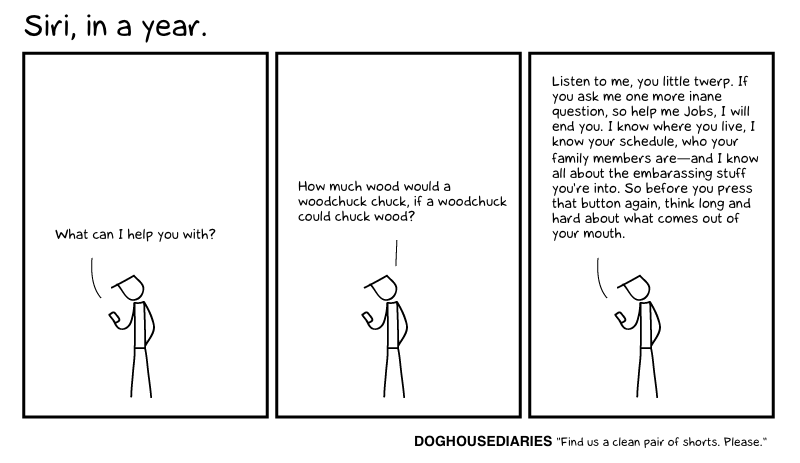 Siri, in a year.
What can I help you with?
How much wood would a
woodchuck chuck, if a woodchuck
could chuck wood?
Listen to me, you little twerp. If
you ask me one more inane
question, so help me Jobs, I will
end you. I know where you live, I
know your schedule, who your
family members are—and I know
all about the embarassing stuff
you're into. So before you press
that button again, think long and
hard about what comes out of
your mouth.
DOGHOUSEDIARIES "Find us a clean pair of shorts. Please."